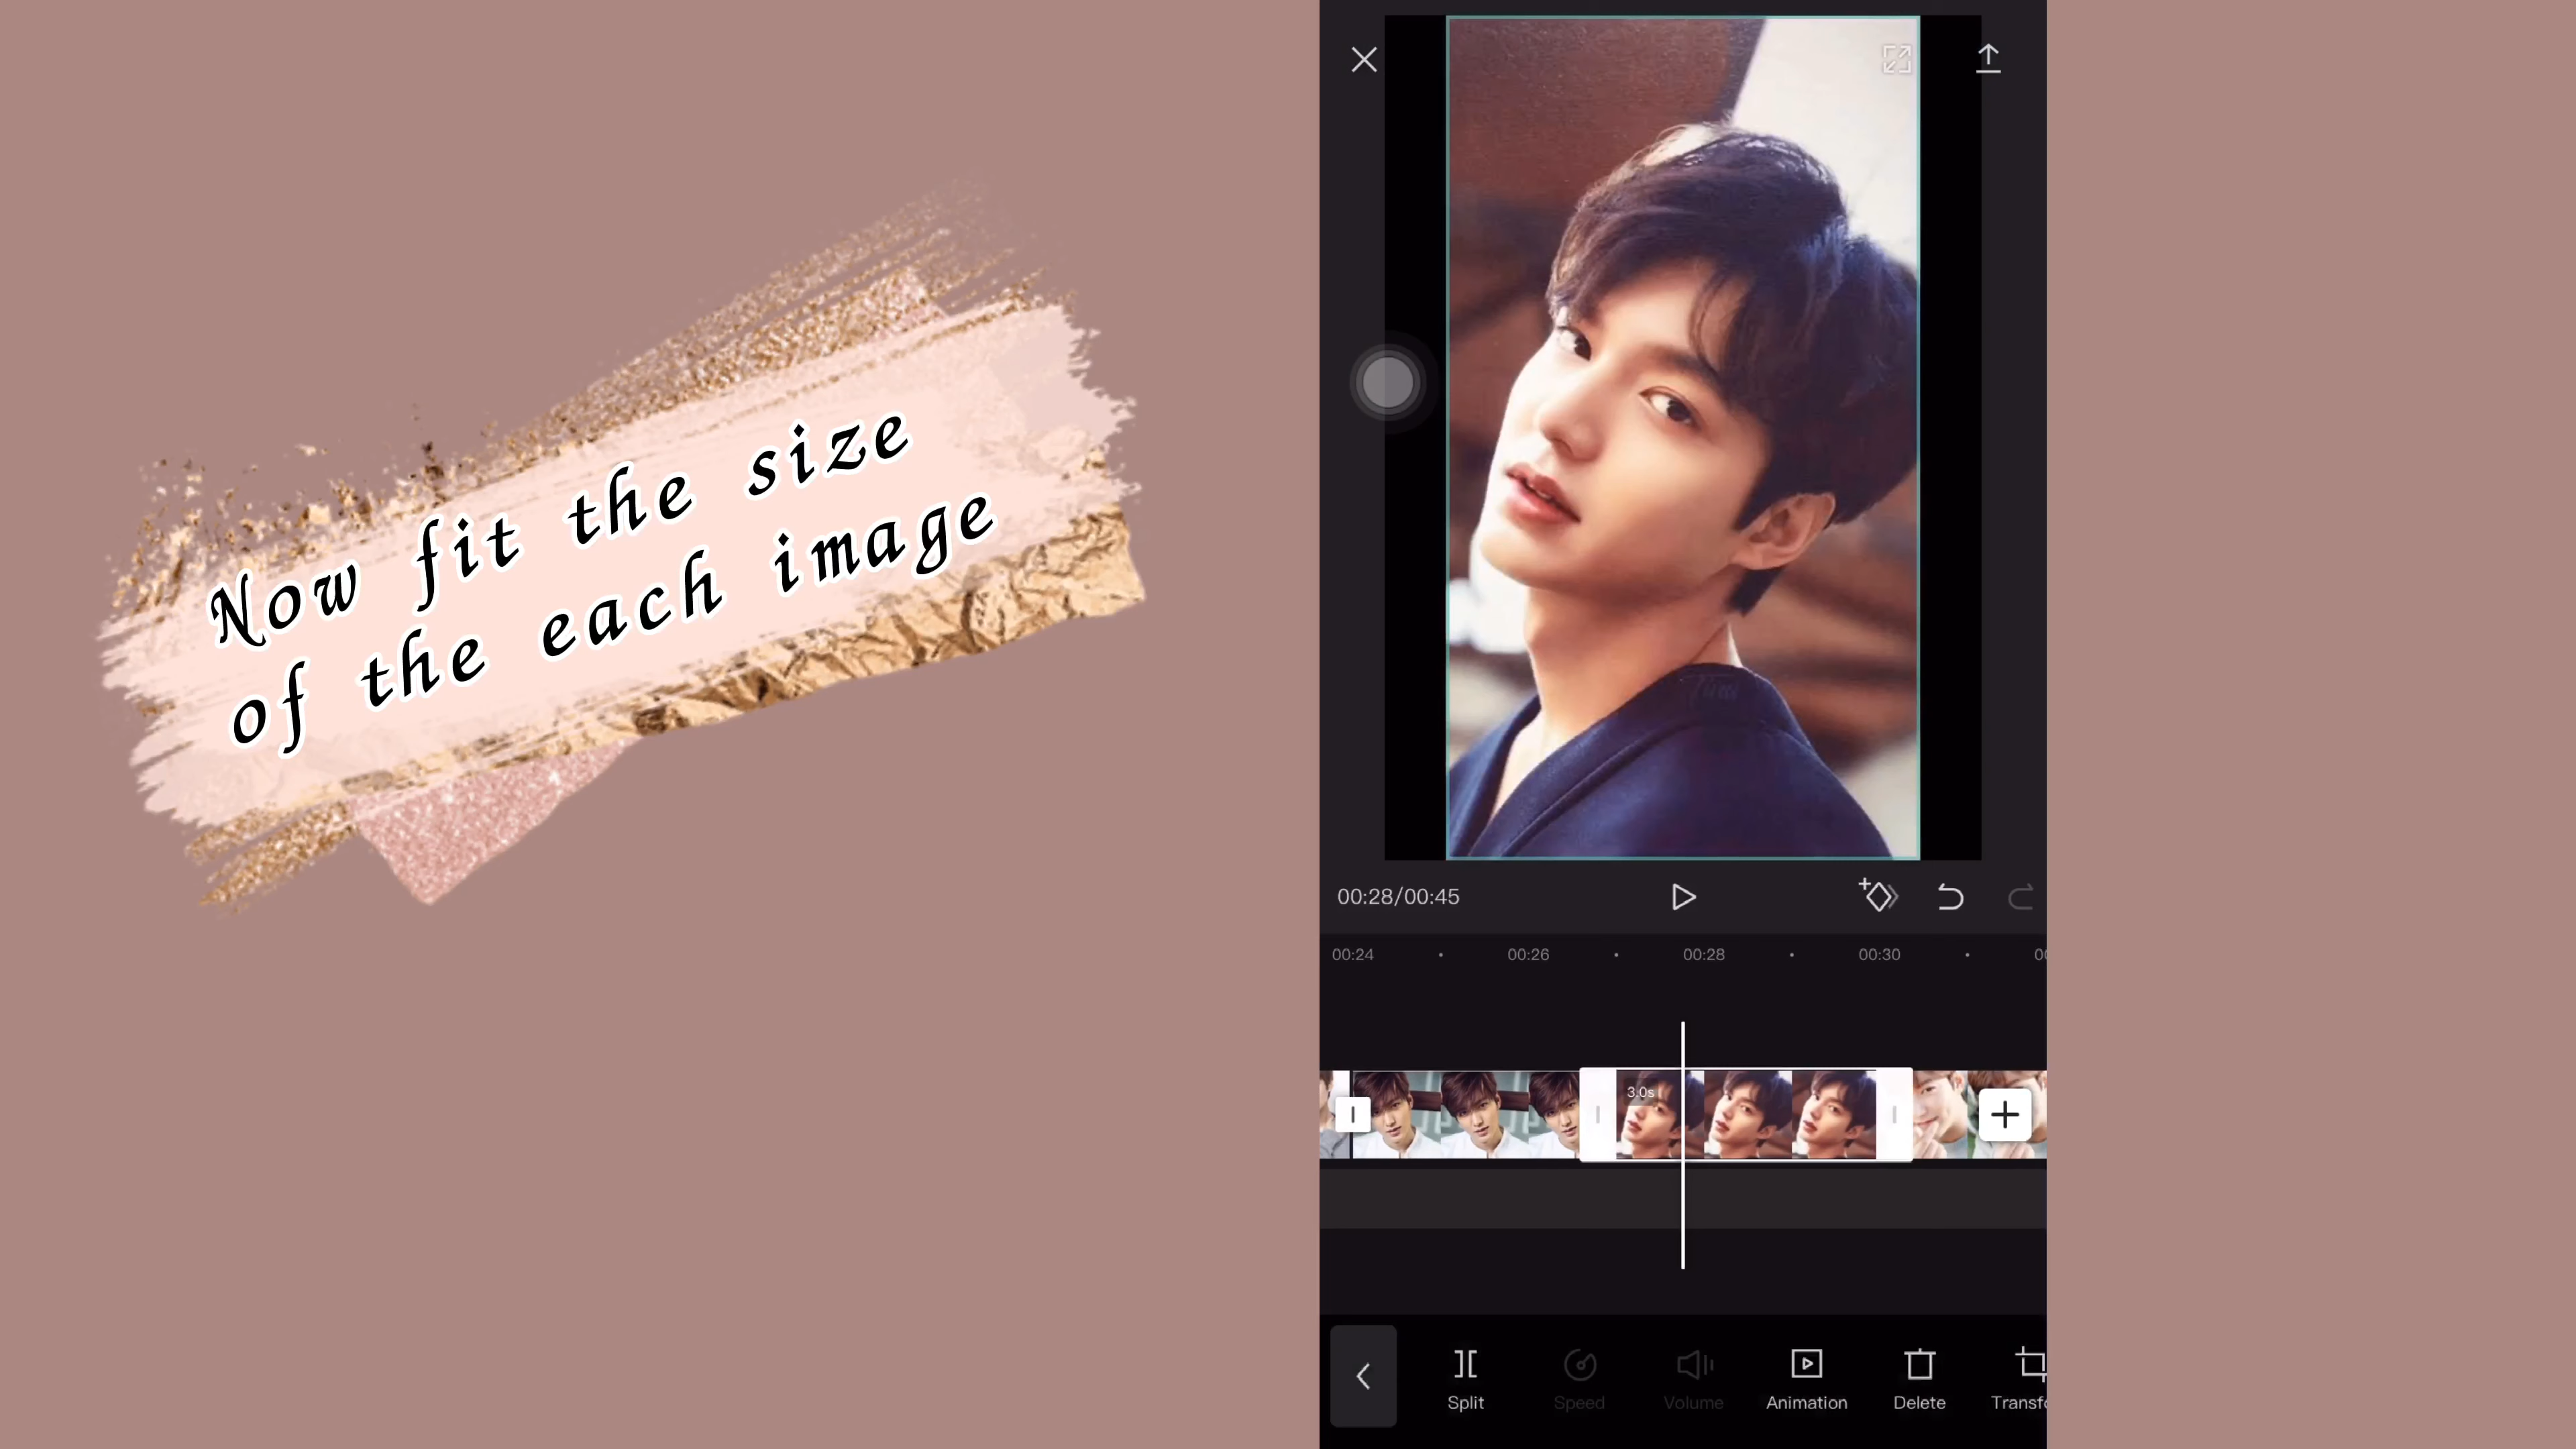 Now fit the size
of the each image
00:28/00:45
00:24
00:26
00:28
00:30
3.0s
Split
Speed
Volume
Animation
Delete
Transf